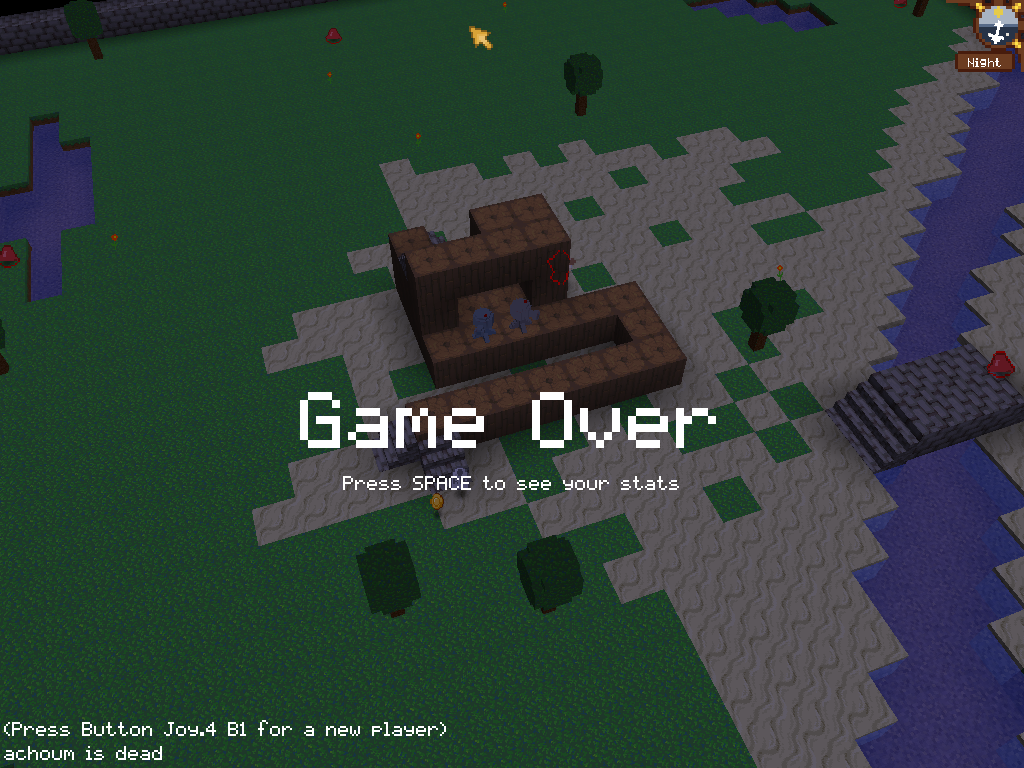 Night
Game Over
Press SPACE to see your stats
(Press Button Joy.4 B1 for a new player)
achoum is dead